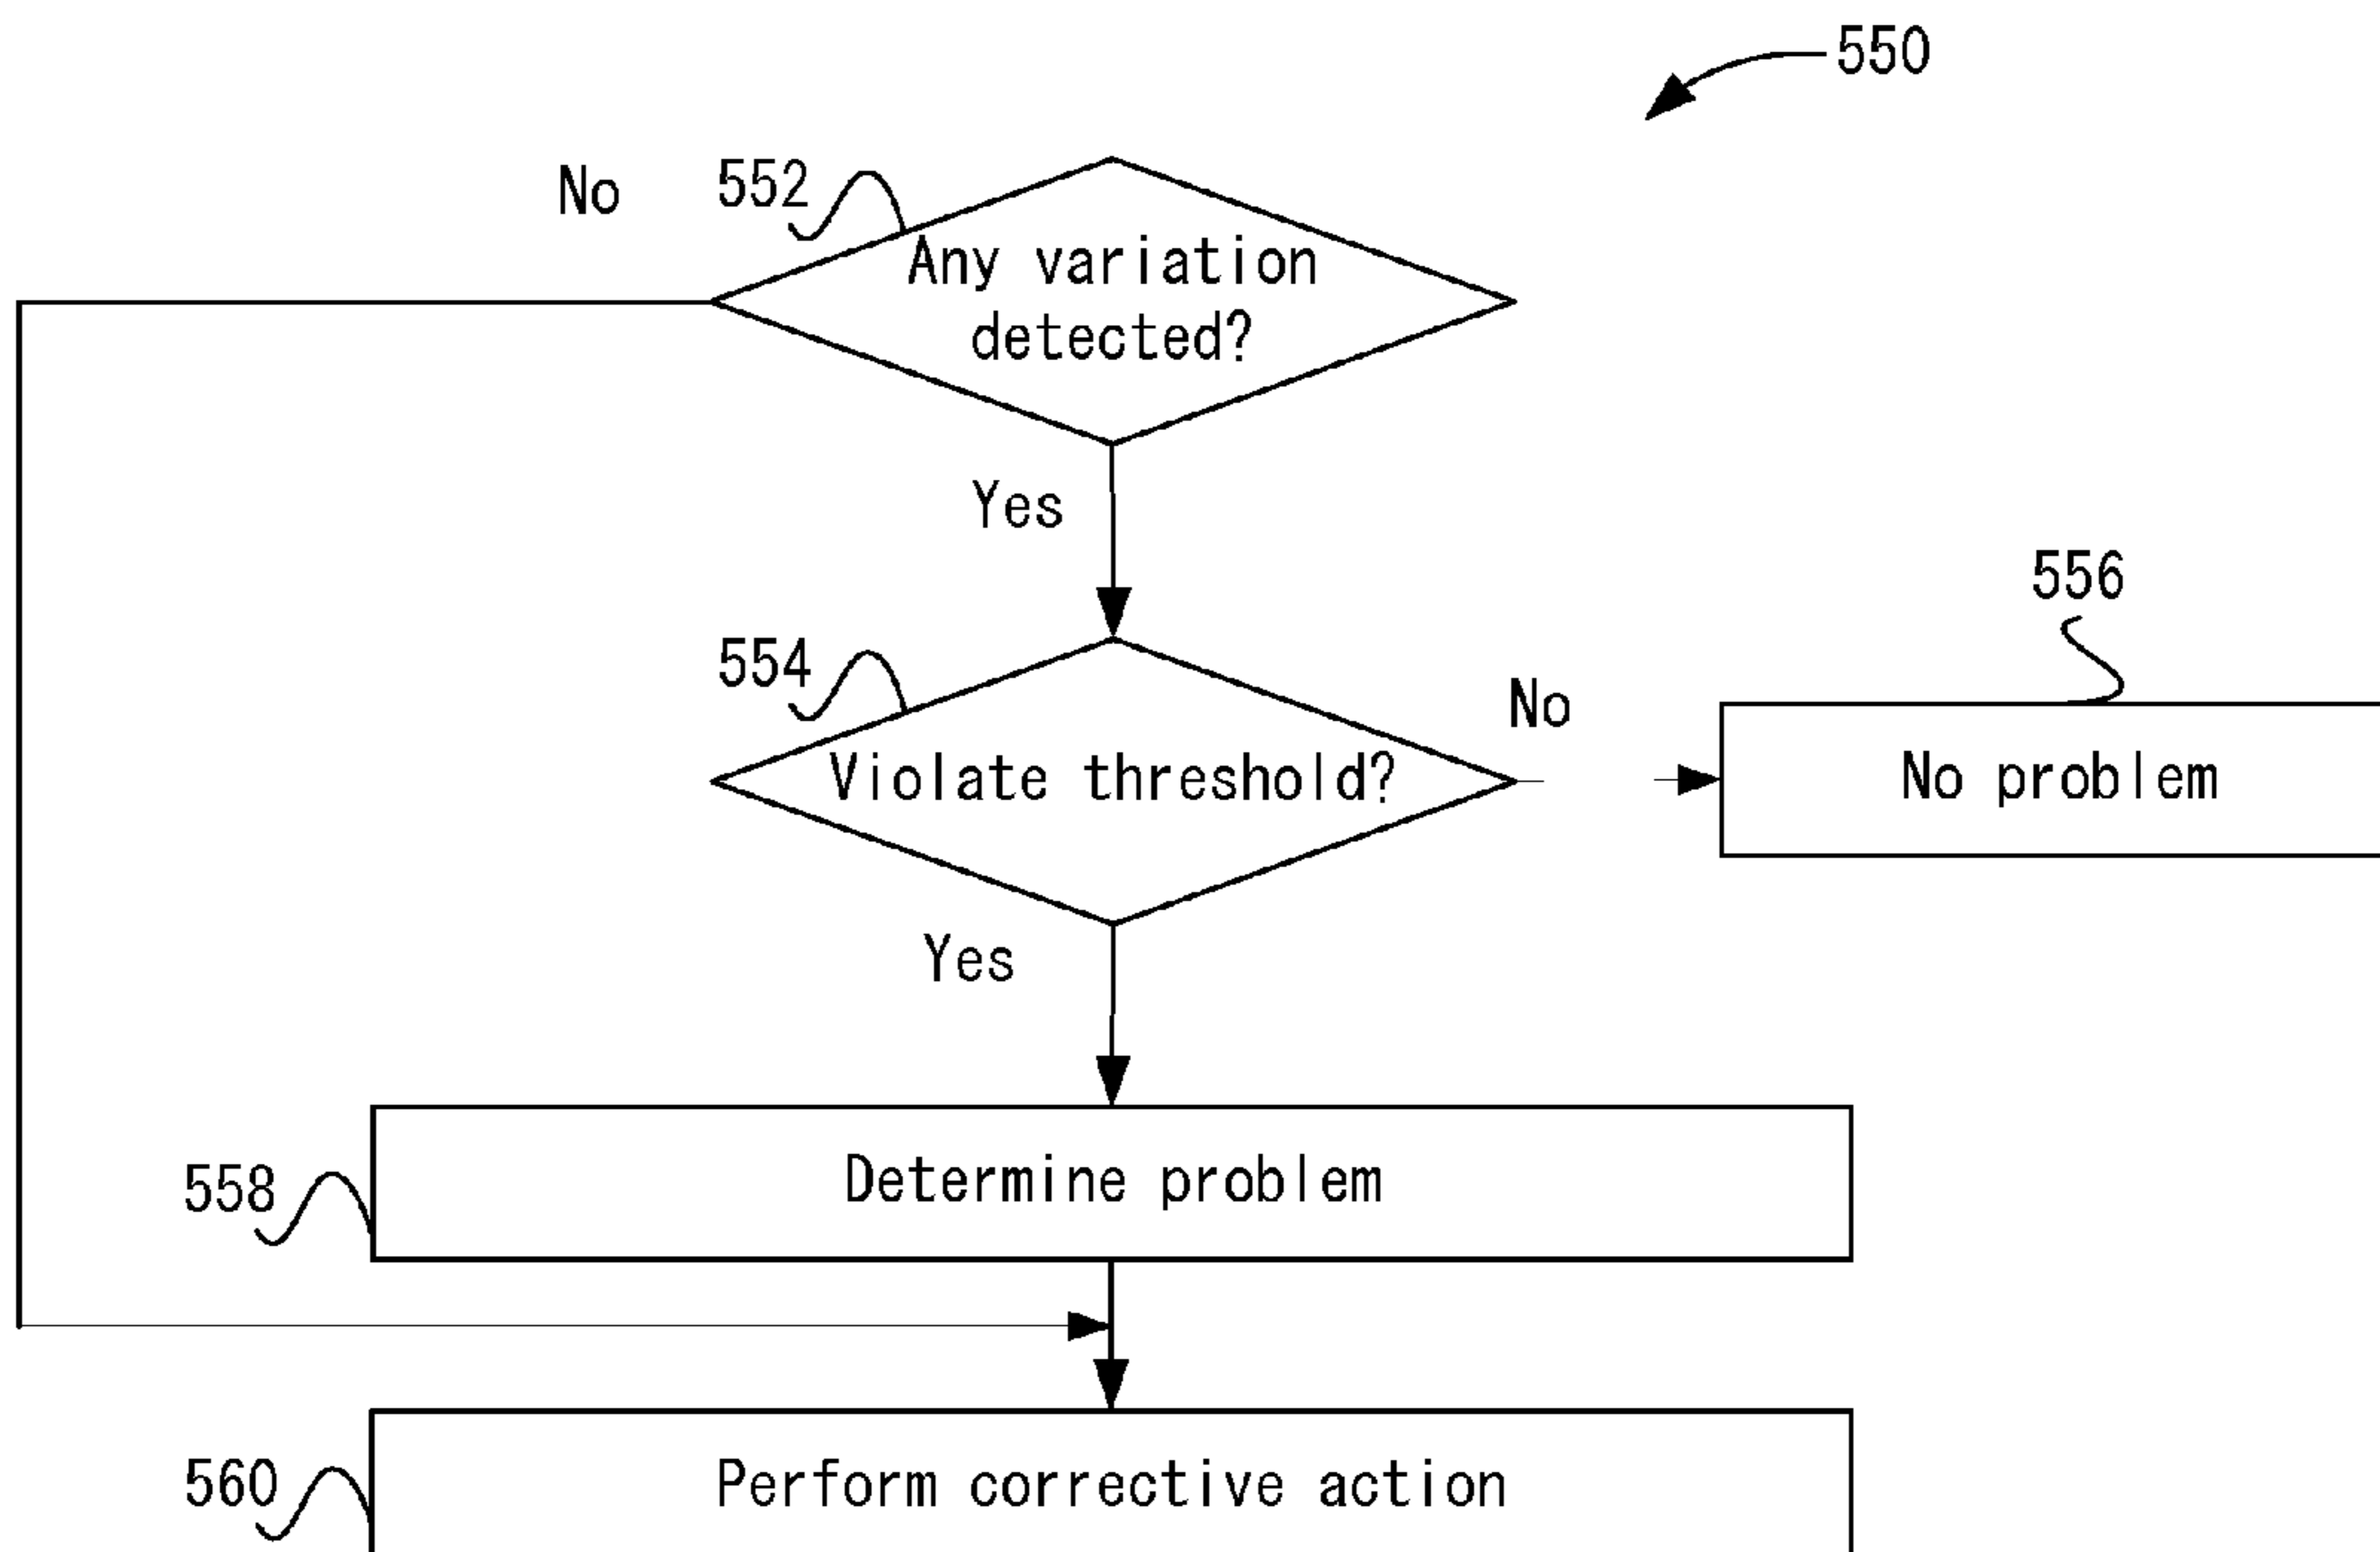 550
No
552
Any variation
detected?
Yes
556
554
No
Violate threshold?
No problem
Yes
Determine problem
558
Perform corrective action
560